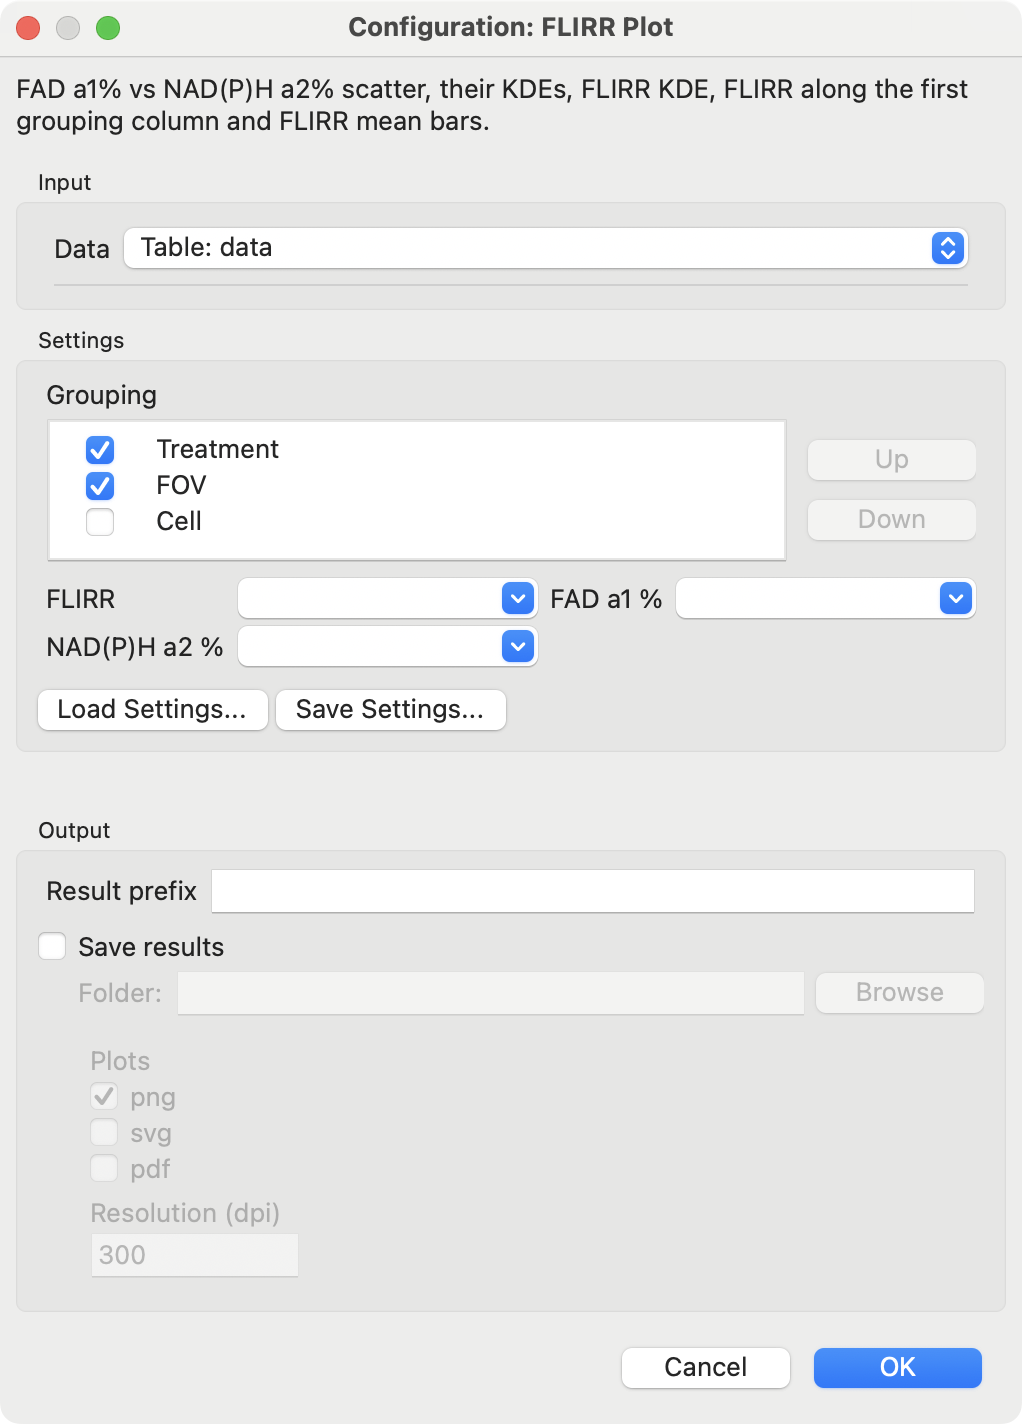 Configuration: FLIRR Plot
FAD a1% vs NAD(P)H a2% scatter, their KDEs, FLIRR KDE, FLIRR along the first
grouping column and FLIRR mean bars.
Input
Data Table: data
Settings
Grouping
Treatment
FOV
Cell
Up
Down
FLIRR FAD a1 %
NAD(P)H a2 %
Load Settings... Save Settings...
Output
Result prefix
Save results
Folder: Browse
Plots
png
svg
pdf
Resolution (dpi)
300
Cancel OK